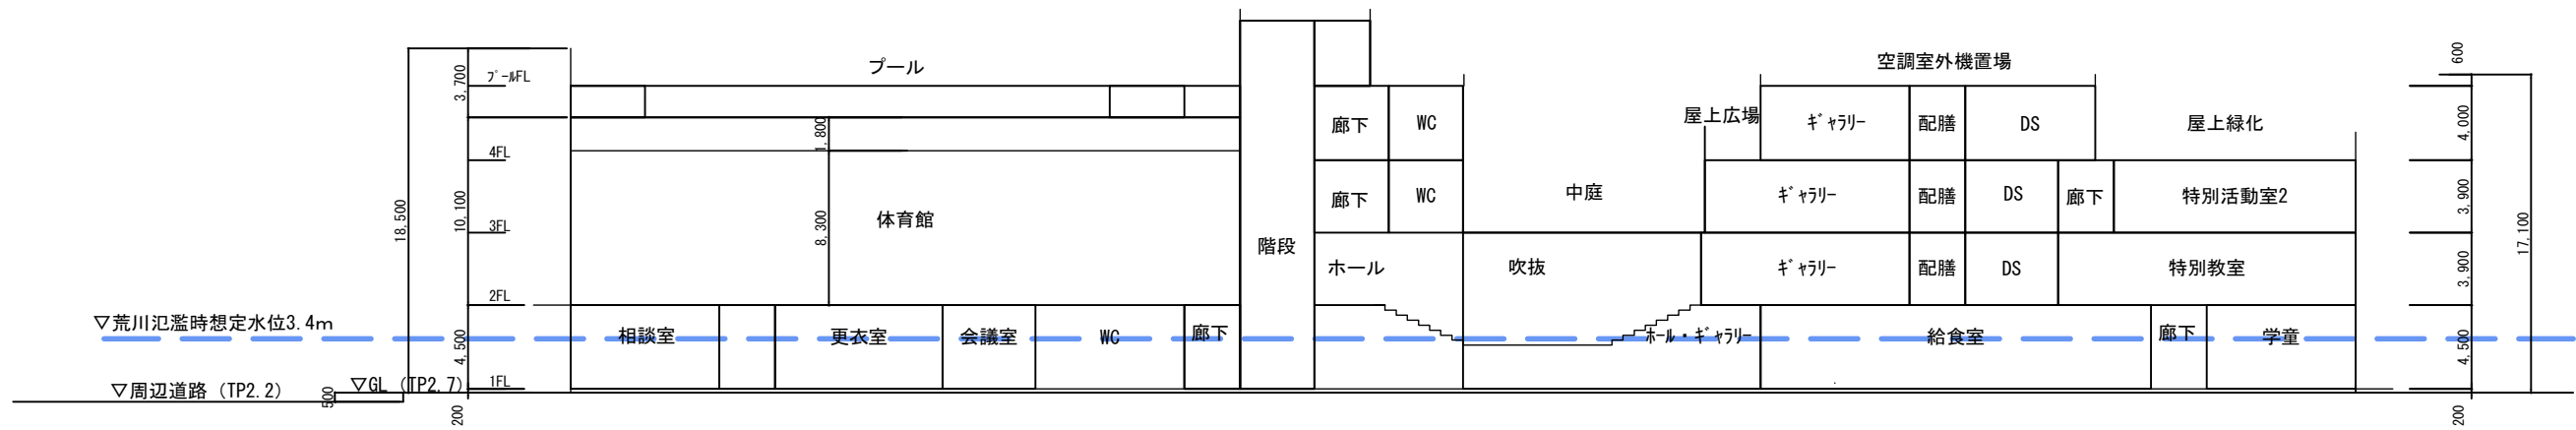 プール
空調室外機置場
600
プールFL
3,700
屋上広場
廊下
WC
ギャラリー
配膳
DS
屋上緑化
4,000
1,800
4FL
中庭
廊下
WC
ギャラリー
配膳
DS
廊下
特別活動室2
3,900
18,500
10,100
体育館
8,300
3FL
階段
17,100
ホール
吹抜
ギャラリー
配膳
DS
特別教室
3,900
2FL
▽荒川氾濫時想定水位3.4m
4,500
相談室
更衣室
会議室
WC
廊下
ホール・ギャラリー
給食室
廊下
学童
4,500
1FL
▽GL (TP2.7)
▽周辺道路 (TP2.2)
500
200
200